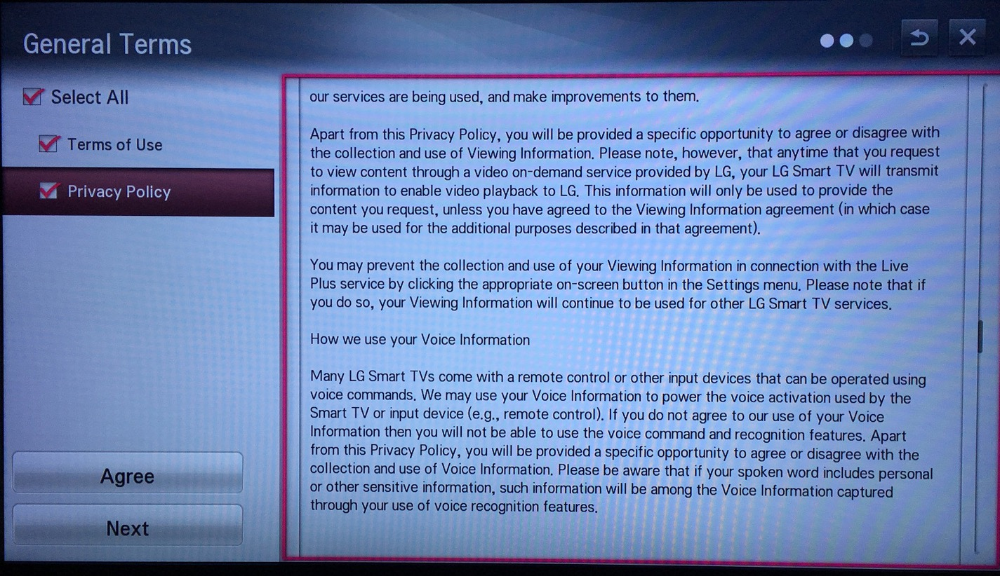 General Terms
Select All
Terms of Use
Privacy Policy
Agree
Next
our services are being used, and make improvements to them.
Apart from this Privacy Policy, you will be provided a specific opportunity to agree or disagree with
the collection and use of Viewing Information. Please note, however, that anytime that you request
to view content through a video on-demand service provided by LG, your LG Smart TV will transmit
information to enable video playback to LG. This information will only be used to provide the
content you request, unless you have agreed to the Viewing Information agreement (in which case
it may be used for the additional purposes described in that agreement).
You may prevent the collection and use of your Viewing Information in connection with the Live
Plus service by clicking the appropriate on-screen button in the Settings menu. Please note that if
you do so, your Viewing Information will continue to be used for other LG Smart TV services.
How we use your Voice Information
Many LG Smart TVs come with a remote control or other input devices that can be operated using
voice commands. We may use your Voice Information to power the voice activation used by the
Smart TV or input device (e.g., remote control). If you do not agree to our use of your Voice
Information then you will not be able to use the voice command and recognition features. Apart
from this Privacy Policy, you will be provided a specific opportunity to agree or disagree with the
collection and use of Voice Information. Please be aware that if your spoken word includes personal
or other sensitive information, such information will be among the Voice Information captured
through your use of voice recognition features.